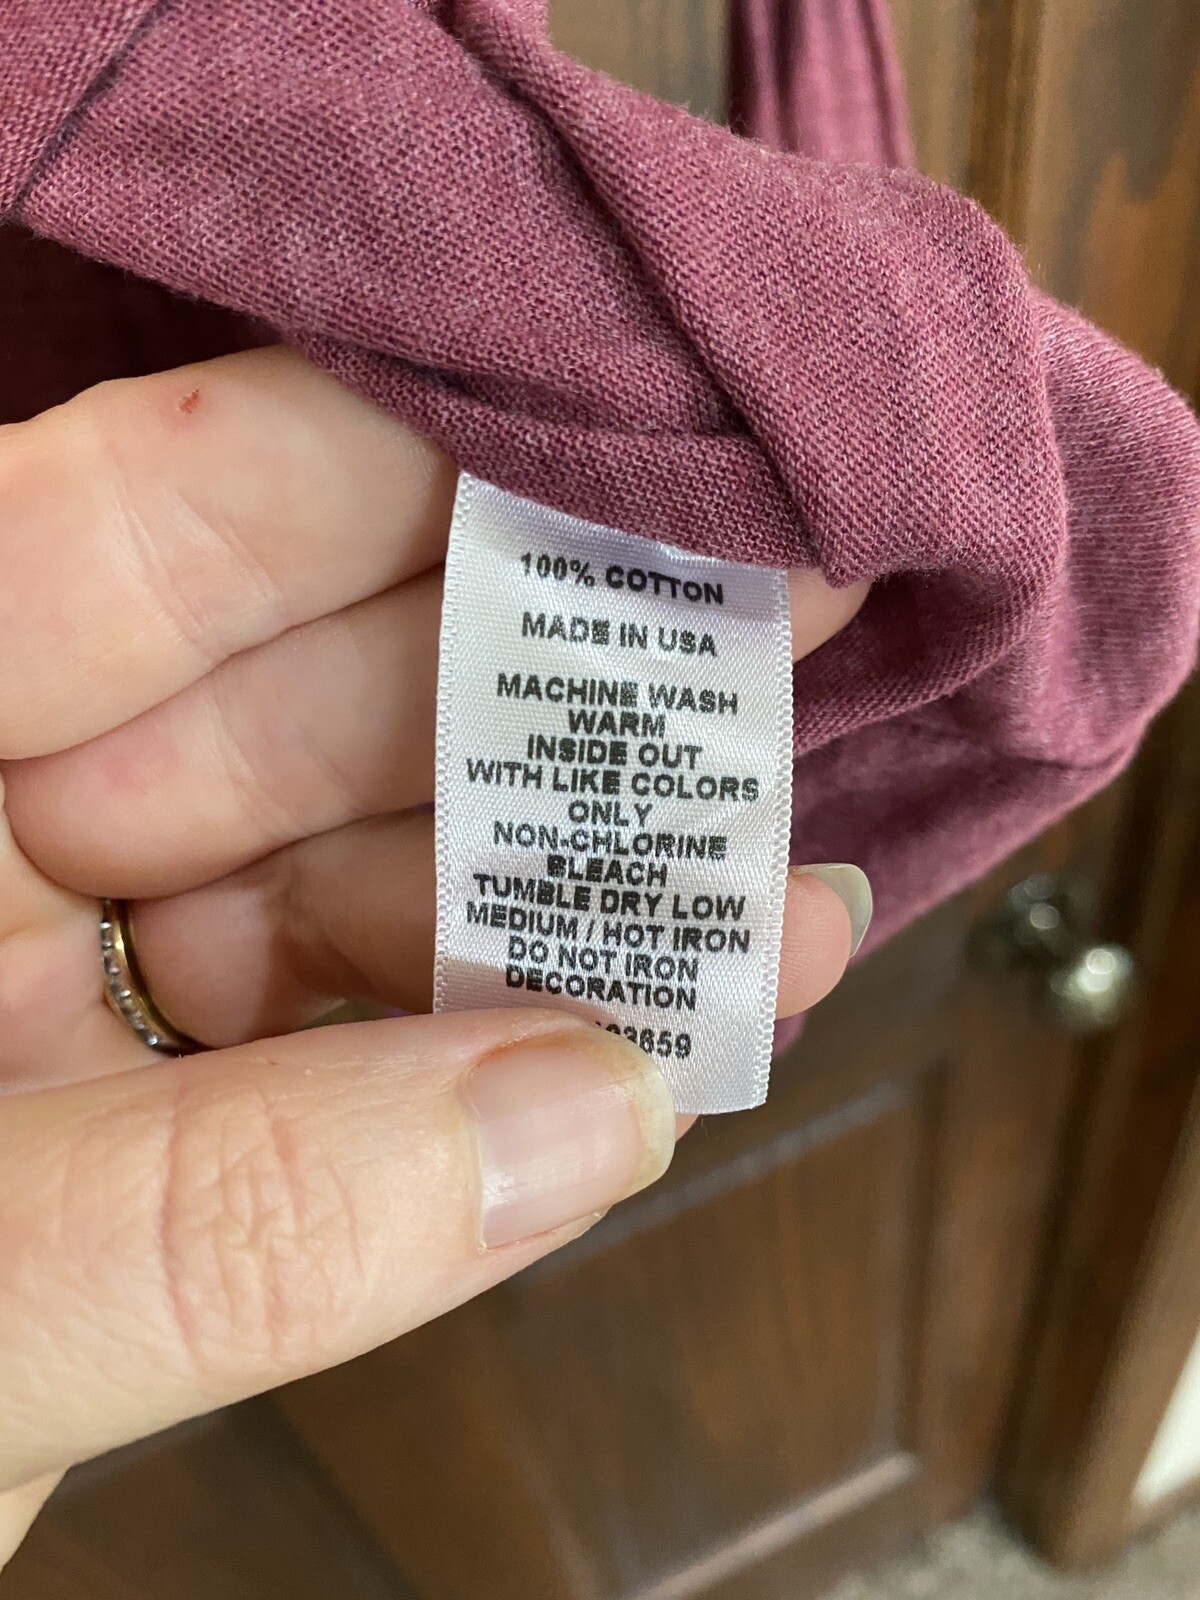 100% COTTON
MADE IN USA
MACHINE WASH
WARM
INSIDE OUT
WITH LIKE COLORS
ONLY
NON-CHLORINE
BLEACH
TUMBLE DRY LOW
MEDIUM / HOT IRON
DO NOT IRON
DECORATION